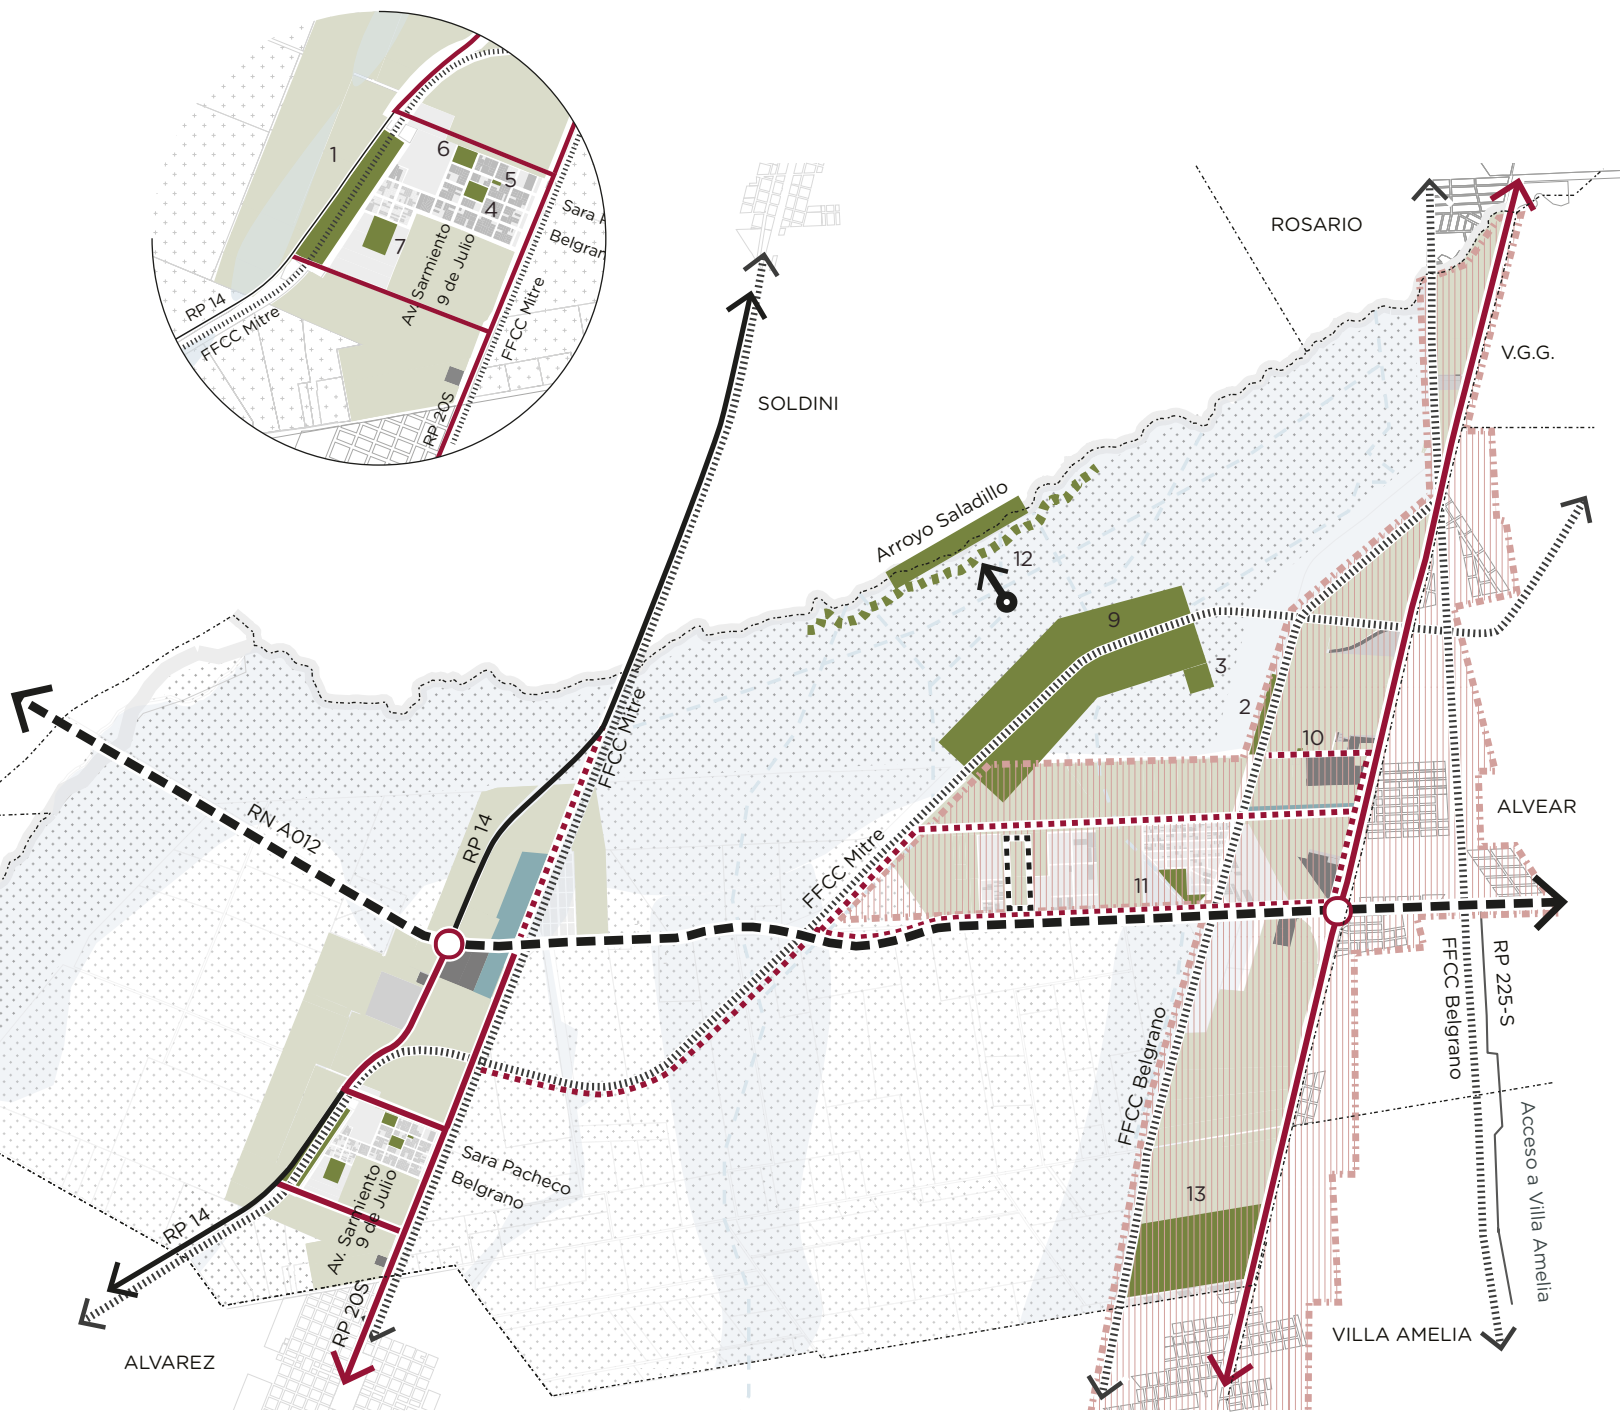 1
6
5
4
7
Sara P
Belgran
Av. Sarmiento
9 de Julio
RP 14
FFCC Mitre
FFCC Mitre
RP 20S
ROSARIO
V.G.G.
SOLDINI
Arroyo Saladillo
12
9
3
2
10
FFCC Mitre
RN A012
RP 14
FFCC Mitre
11
ALVEAR
FFCC Belgrano
RP 225-S
FFCC Belgrano
Acceso a Villa Amelia
Sara Pacheco
Belgrano
Av. Sarmiento
9 de Julio
RP 14
RP 20S
13
ALVAREZ
VILLA AMELIA